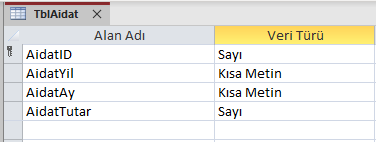 TblAidat
Alan Adı Veri Türü
AidatID Sayı
AidatYil Kısa Metin
AidatAy Kısa Metin
AidatTutar Sayı